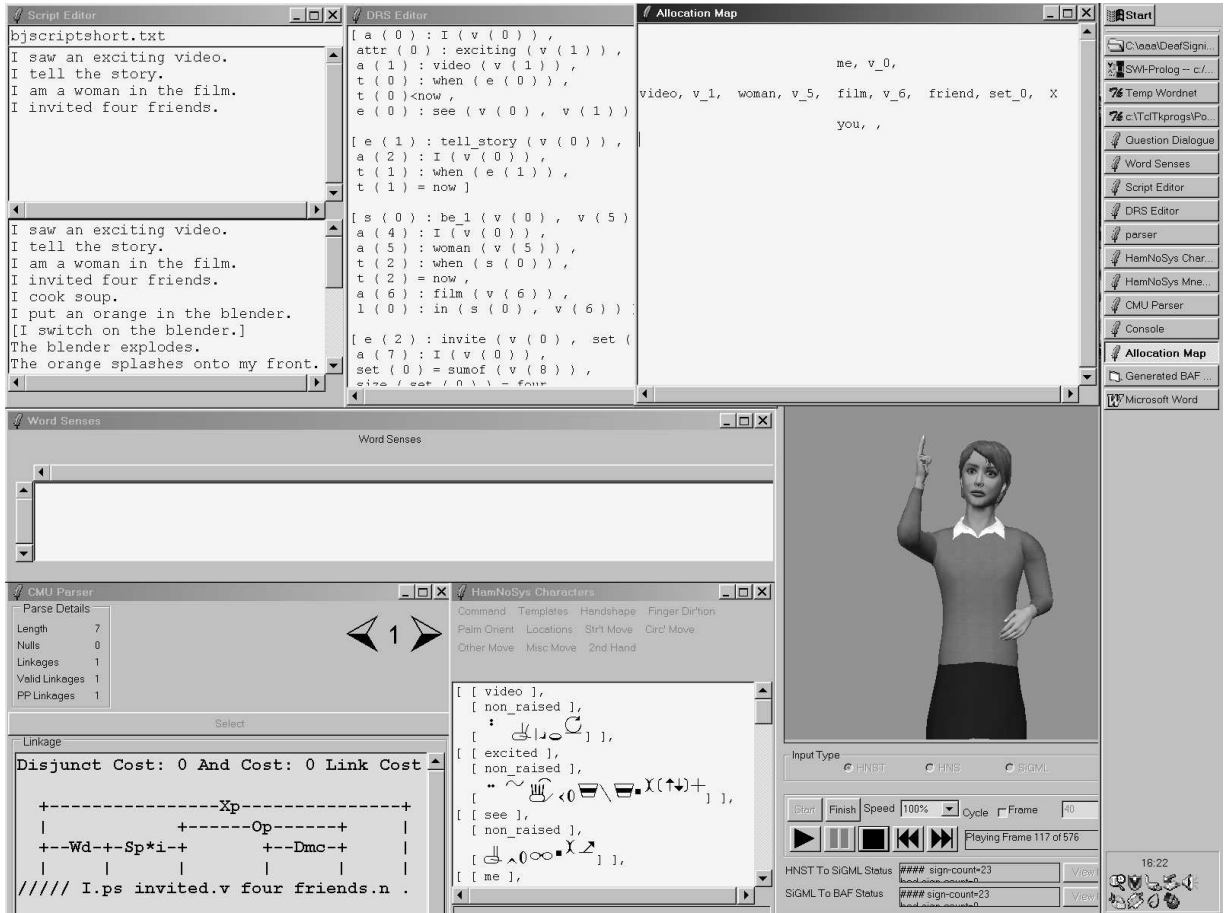 Script Editor
bjscriptshort.txt
I saw an exciting video.
I tell the story.
I am a woman in the film.
I invited four friends.
I saw an exciting video.
I tell the story.
I am a woman in the film.
I invited four friends.
I cook soup.
I put an orange in the blender.
[I switch on the blender.]
The blender explodes.
The orange splashes onto my front.
DRS Editor
[ a ( 0 ) : I ( v ( 0 ) ) ,
attr ( 0 ) : exciting ( v ( 1 ) ) ,
a ( 1 ) : video ( v ( 1 ) ) ,
t ( 0 ) : when ( e ( 0 ) ) ,
t ( 0 )<now ,
e ( 0 ) : see ( v ( 0 ) , v ( 1 ) )
[ e ( 1 ) : tell_story ( v ( 0 ) ) ,
a ( 2 ) : I ( v ( 0 ) ) ,
t ( 1 ) : when ( e ( 1 ) ) ,
t ( 1 ) = now ]
[ s ( 0 ) : be_1 ( v ( 0 ) , v ( 5 )
a ( 4 ) : I ( v ( 0 ) ) ,
a ( 5 ) : woman ( v ( 5 ) ) ,
t ( 2 ) : when ( s ( 0 ) ) ,
t ( 2 ) = now ,
a ( 6 ) : film ( v ( 6 ) ) ,
l ( 0 ) : in ( s ( 0 ) , v ( 6 ) )
[ e ( 2 ) : invite ( v ( 0 ) , set (
a ( 7 ) : I ( v ( 0 ) ) ,
set ( 0 ) = sumof ( v ( 8 ) ) ,
size ( set ( 0 ) ) = four
Allocation Map
me, v_0,
video, v_1, woman, v_5, film, v_6, friend, set_0, X
you, ,
Start
C:\aaa\DeafSigni...
SWI-Prolog -- c:/...
Temp Wordnet
c:\TclTkprogs\Po...
Question Dialogue
Word Senses
Script Editor
DRS Editor
parser
HamNoSys Char...
HamNoSys Mne...
CMU Parser
Console
Allocation Map
Generated BAF ...
Microsoft Word
Word Senses
Word Senses
CMU Parser
Parse Details
Length 7
Nulls 0
Linkages 1
Valid Linkages 1
PP Linkages 1
1
Select
Linkage
Disjunct Cost: 0 And Cost: 0 Link Cost
+-----------------Xp----------------+
| +------Op------+ |
+--Wd-+-Sp*i-+ +--Dmc-+ |
| | | | | |
///// I.ps invited.v four friends.n .
HamNoSys Characters
Command Templates Handshape Finger Dir'tion
Palm Orient Locations Str't Move Circ' Move
Other Move Misc Move 2nd Hand
[ [ video ],
[ non_raised ],
[ ] ],
[ [ excited ],
[ non_raised ],
[ ] ],
[ [ see ],
[ non_raised ],
[ ] ],
[ [ me ],
Input Type
HNST HNS SiGML
Start Finish Speed 100% Cycle Frame 40
Playing Frame 117 of 576
HNST To SiGML Status #### sign-count=23
SiGML To BAF Status #### sign-count=23
16:22